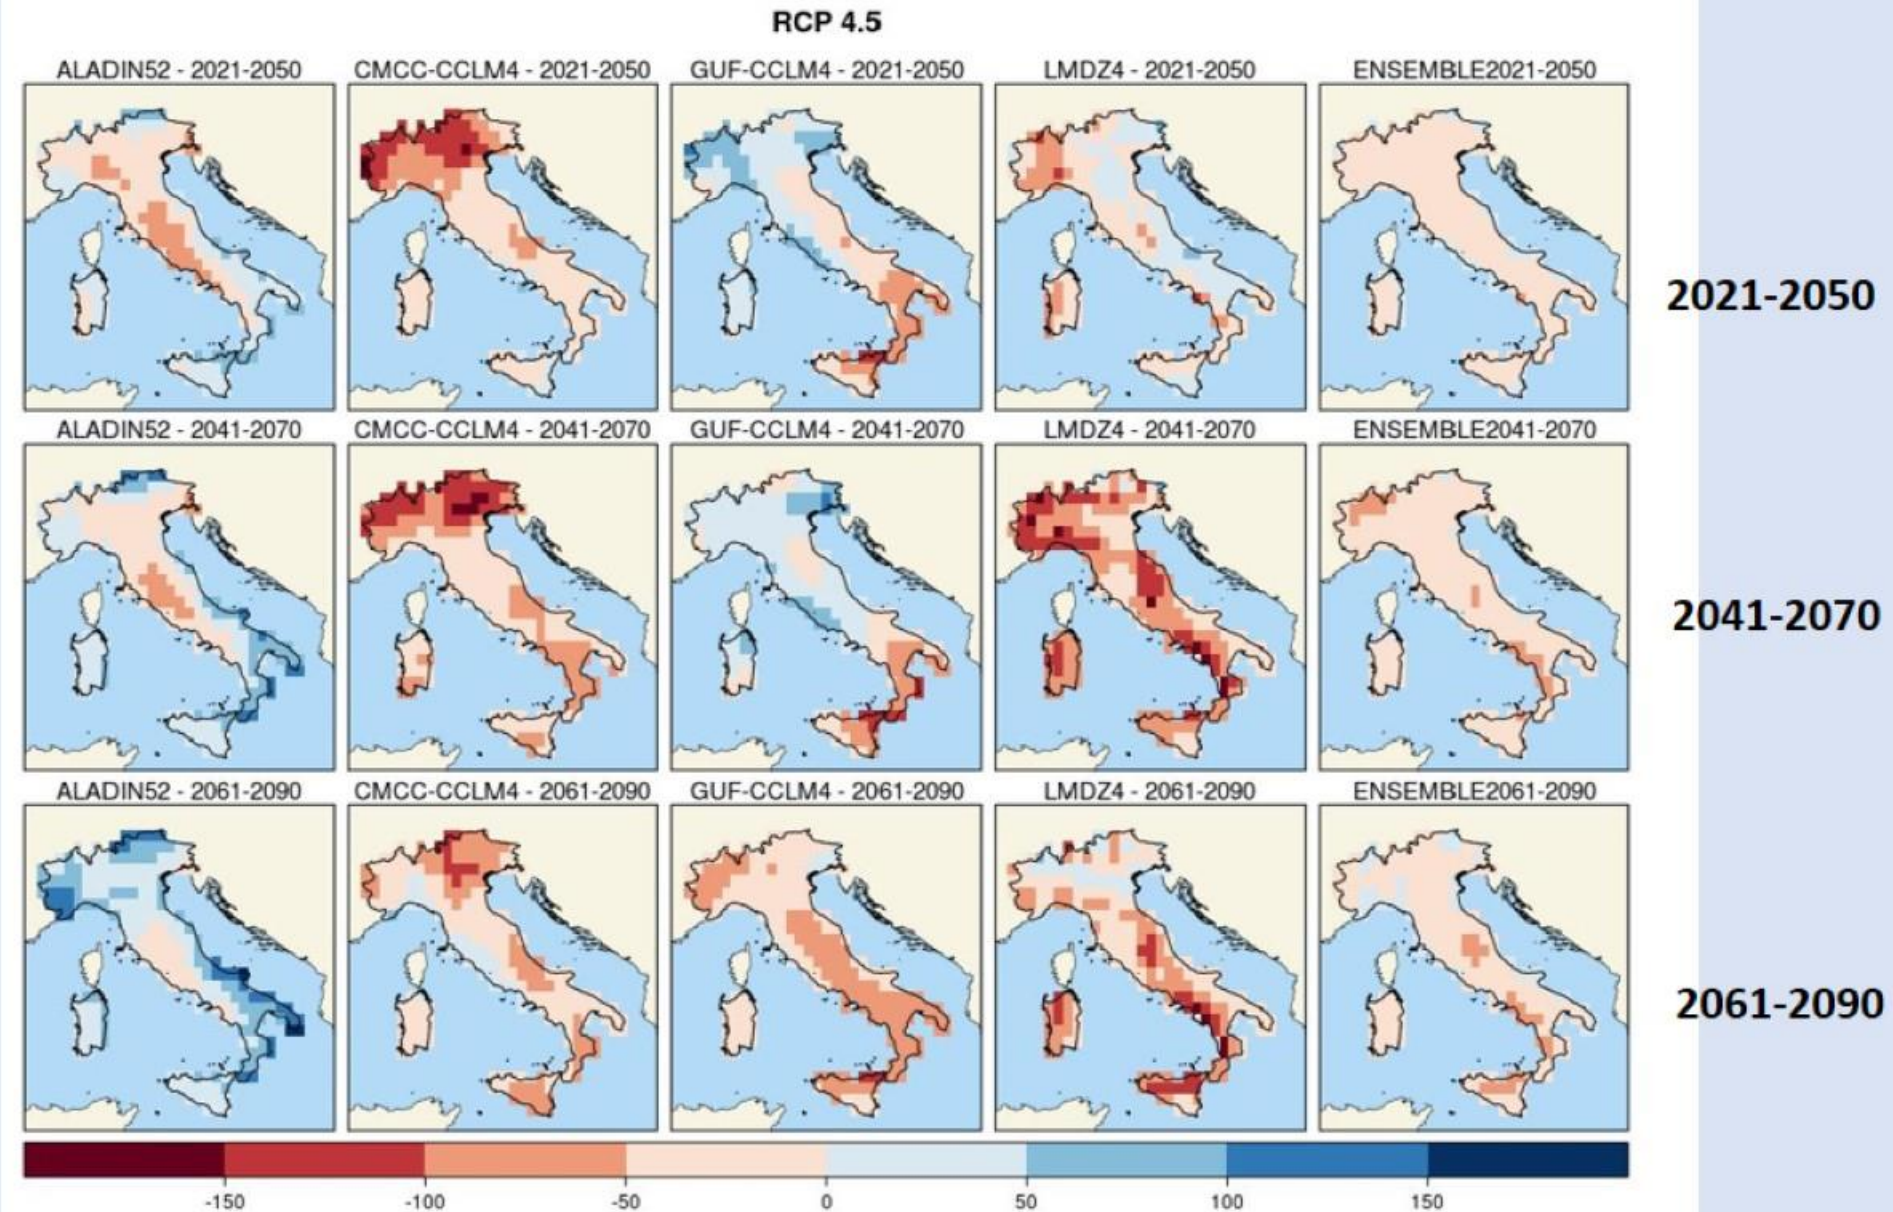 RCP 4.5
ALADIN52 - 2021-2050
CMCC-CCLM4 - 2021-2050
GUF-CCLM4 - 2021-2050
LMDZ4 - 2021-2050
ENSEMBLE2021-2050
2021-2050
ALADIN52 - 2041-2070
CMCC-CCLM4 - 2041-2070
GUF-CCLM4 - 2041-2070
LMDZ4 - 2041-2070
ENSEMBLE2041-2070
2041-2070
ALADIN52 - 2061-2090
CMCC-CCLM4 - 2061-2090
GUF-CCLM4 - 2061-2090
LMDZ4 - 2061-2090
ENSEMBLE2061-2090
2061-2090
-150 -100 -50 0 50 100 150